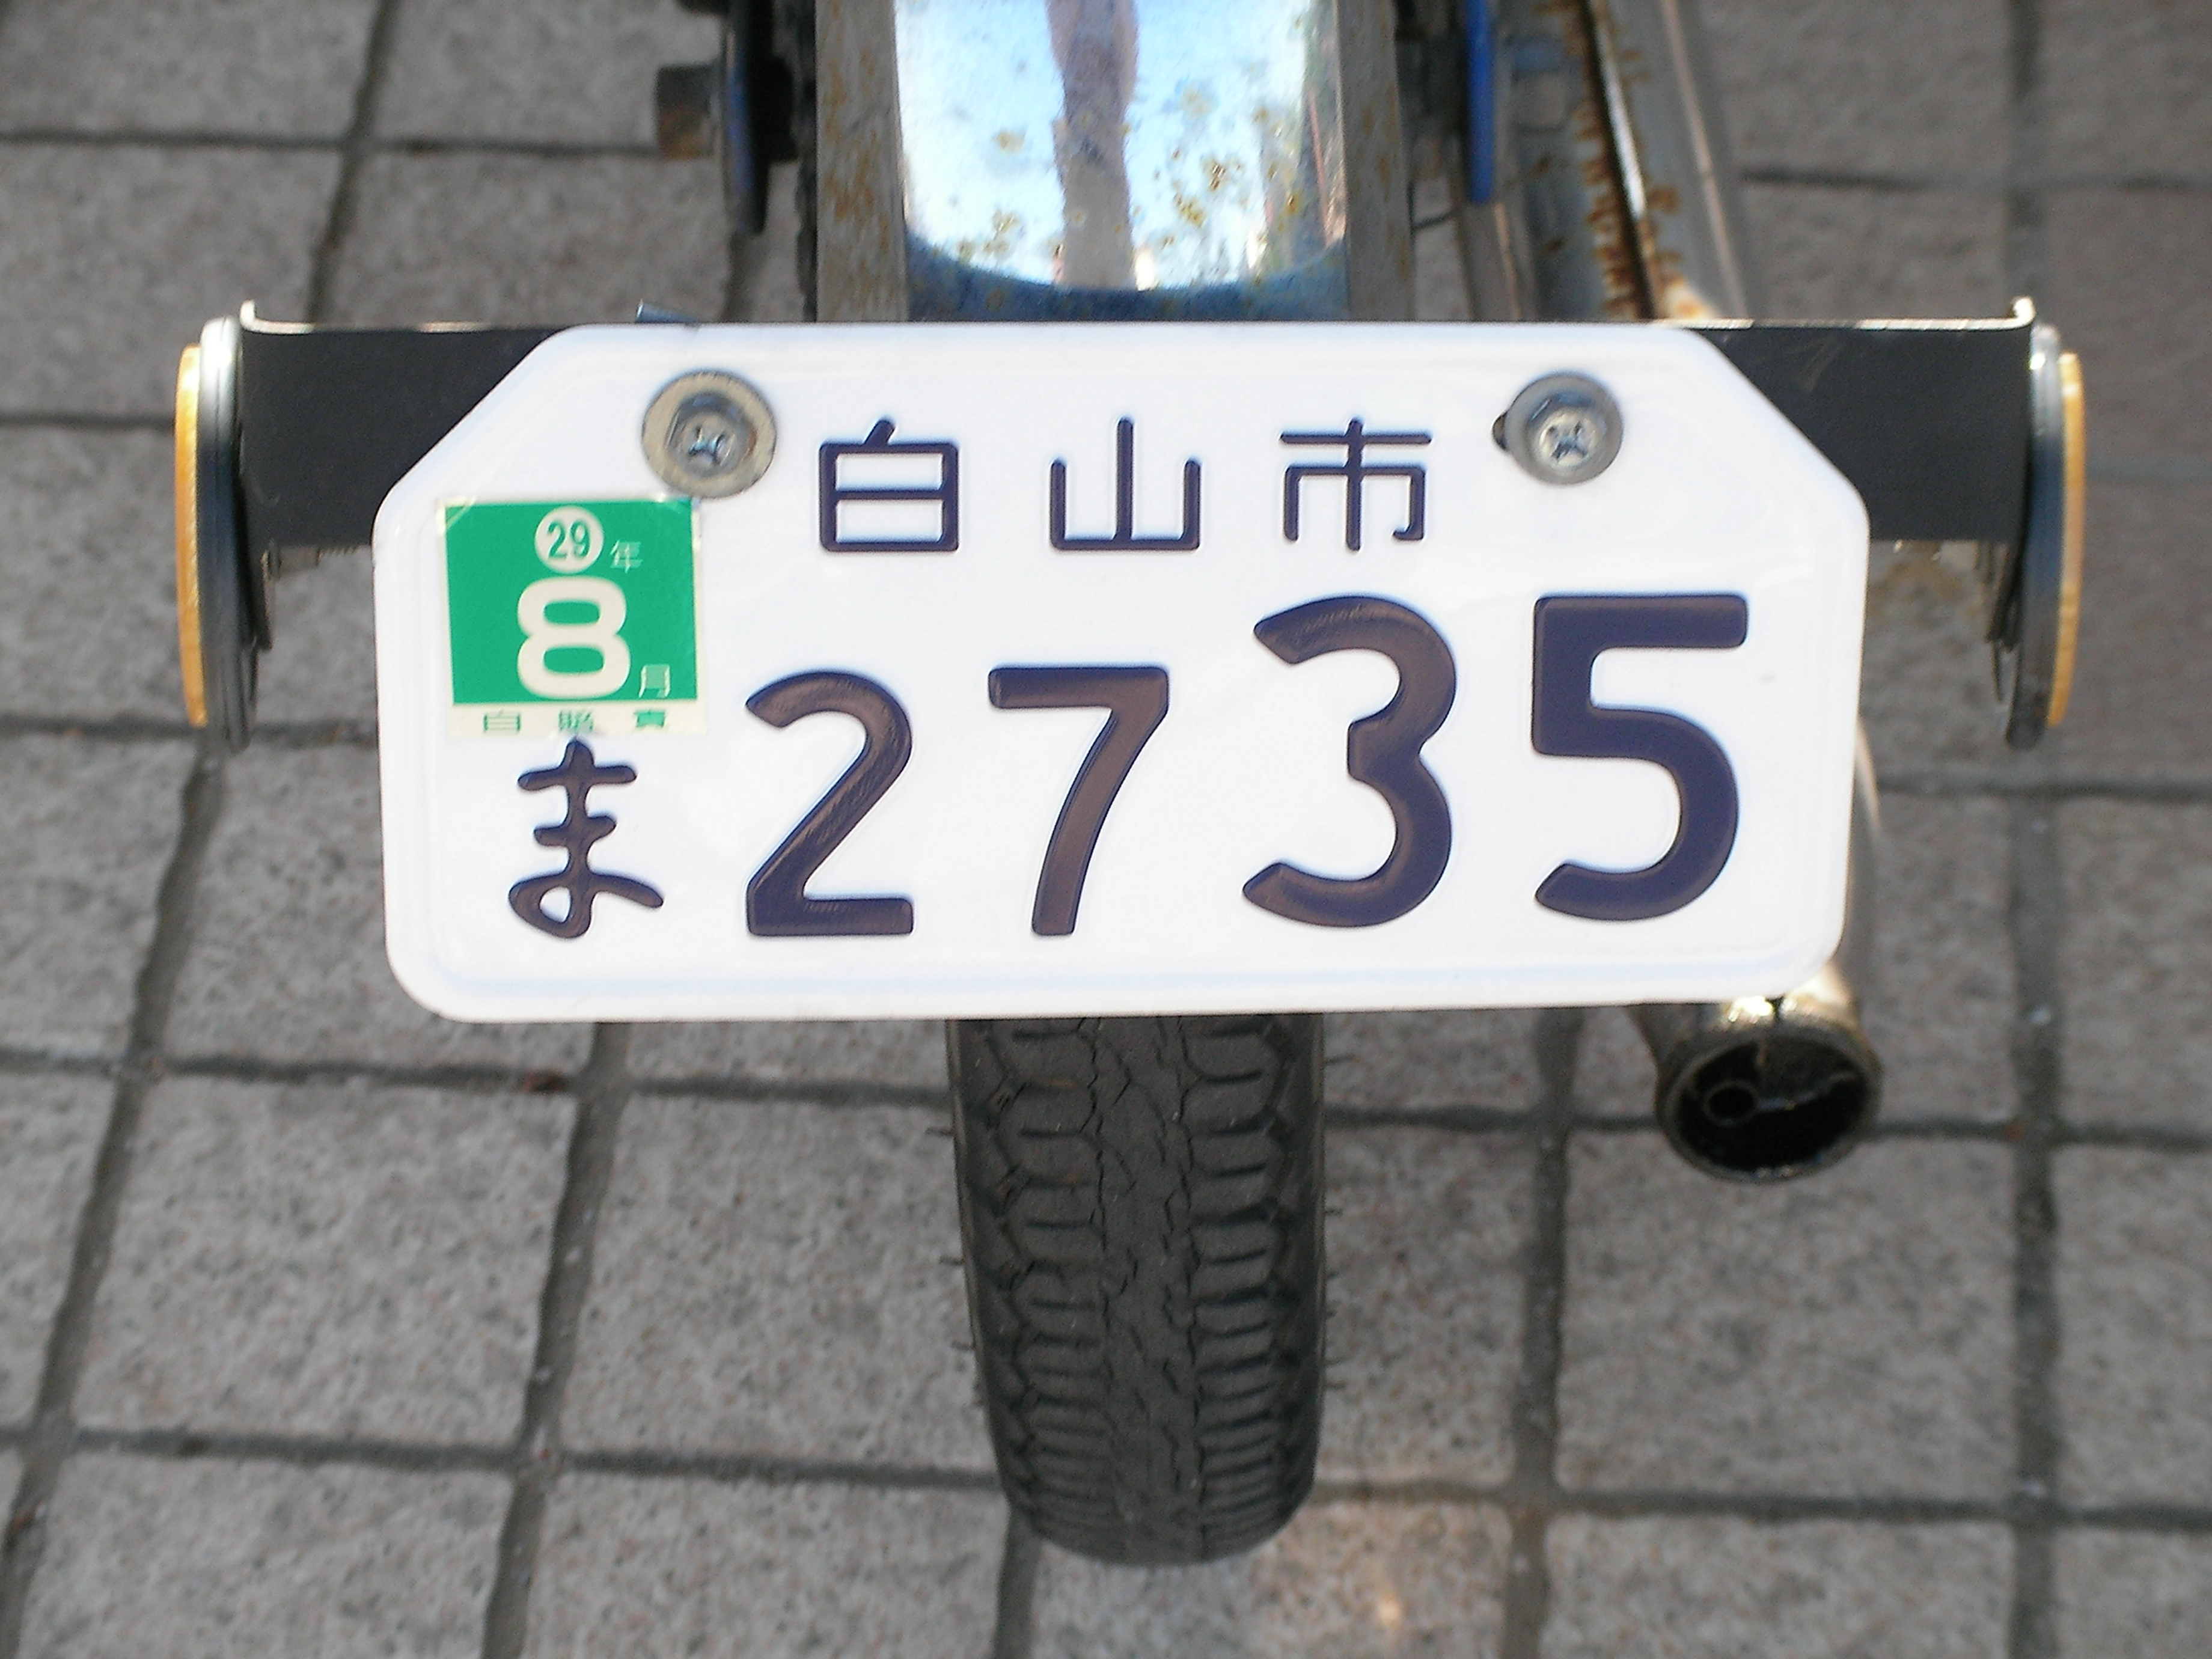 白山市
29年
8月
自賠責
ま 2735